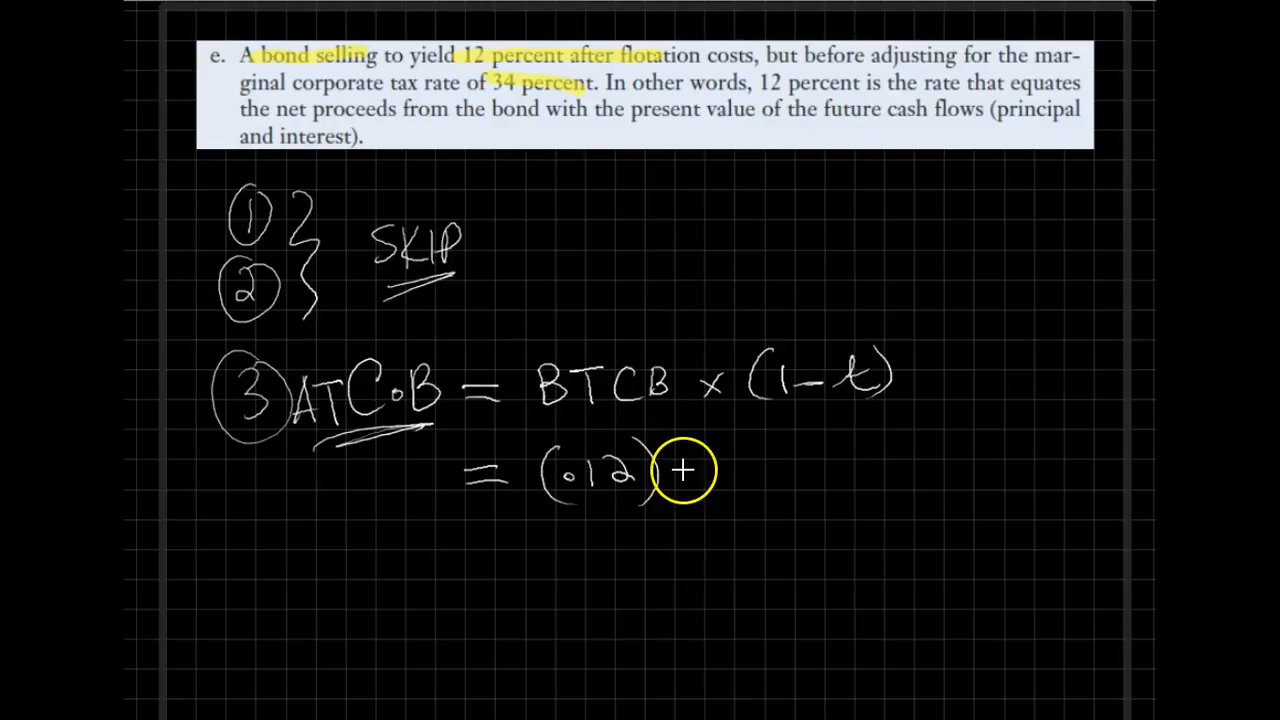 e. A bond selling to yield 12 percent after flotation costs, but before adjusting for the mar-
ginal corporate tax rate of 34 percent. In other words, 12 percent is the rate that equates
the net proceeds from the bond with the present value of the future cash flows (principal
and interest).
1
2
SKIP
3 ATC.B = BTCB × (1-t)
= (.12)